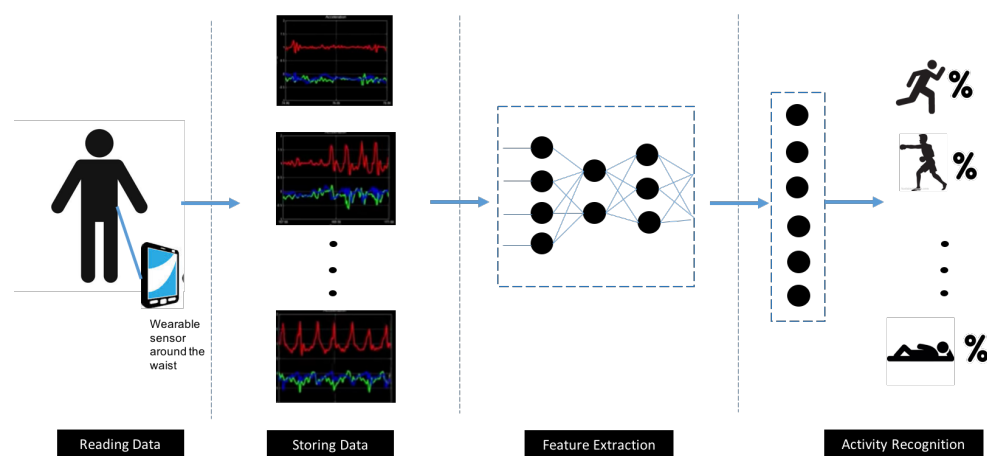 %
%
%
Wearable
sensor
around the
waist
Reading Data
Storing Data
Feature Extraction
Activity Recognition